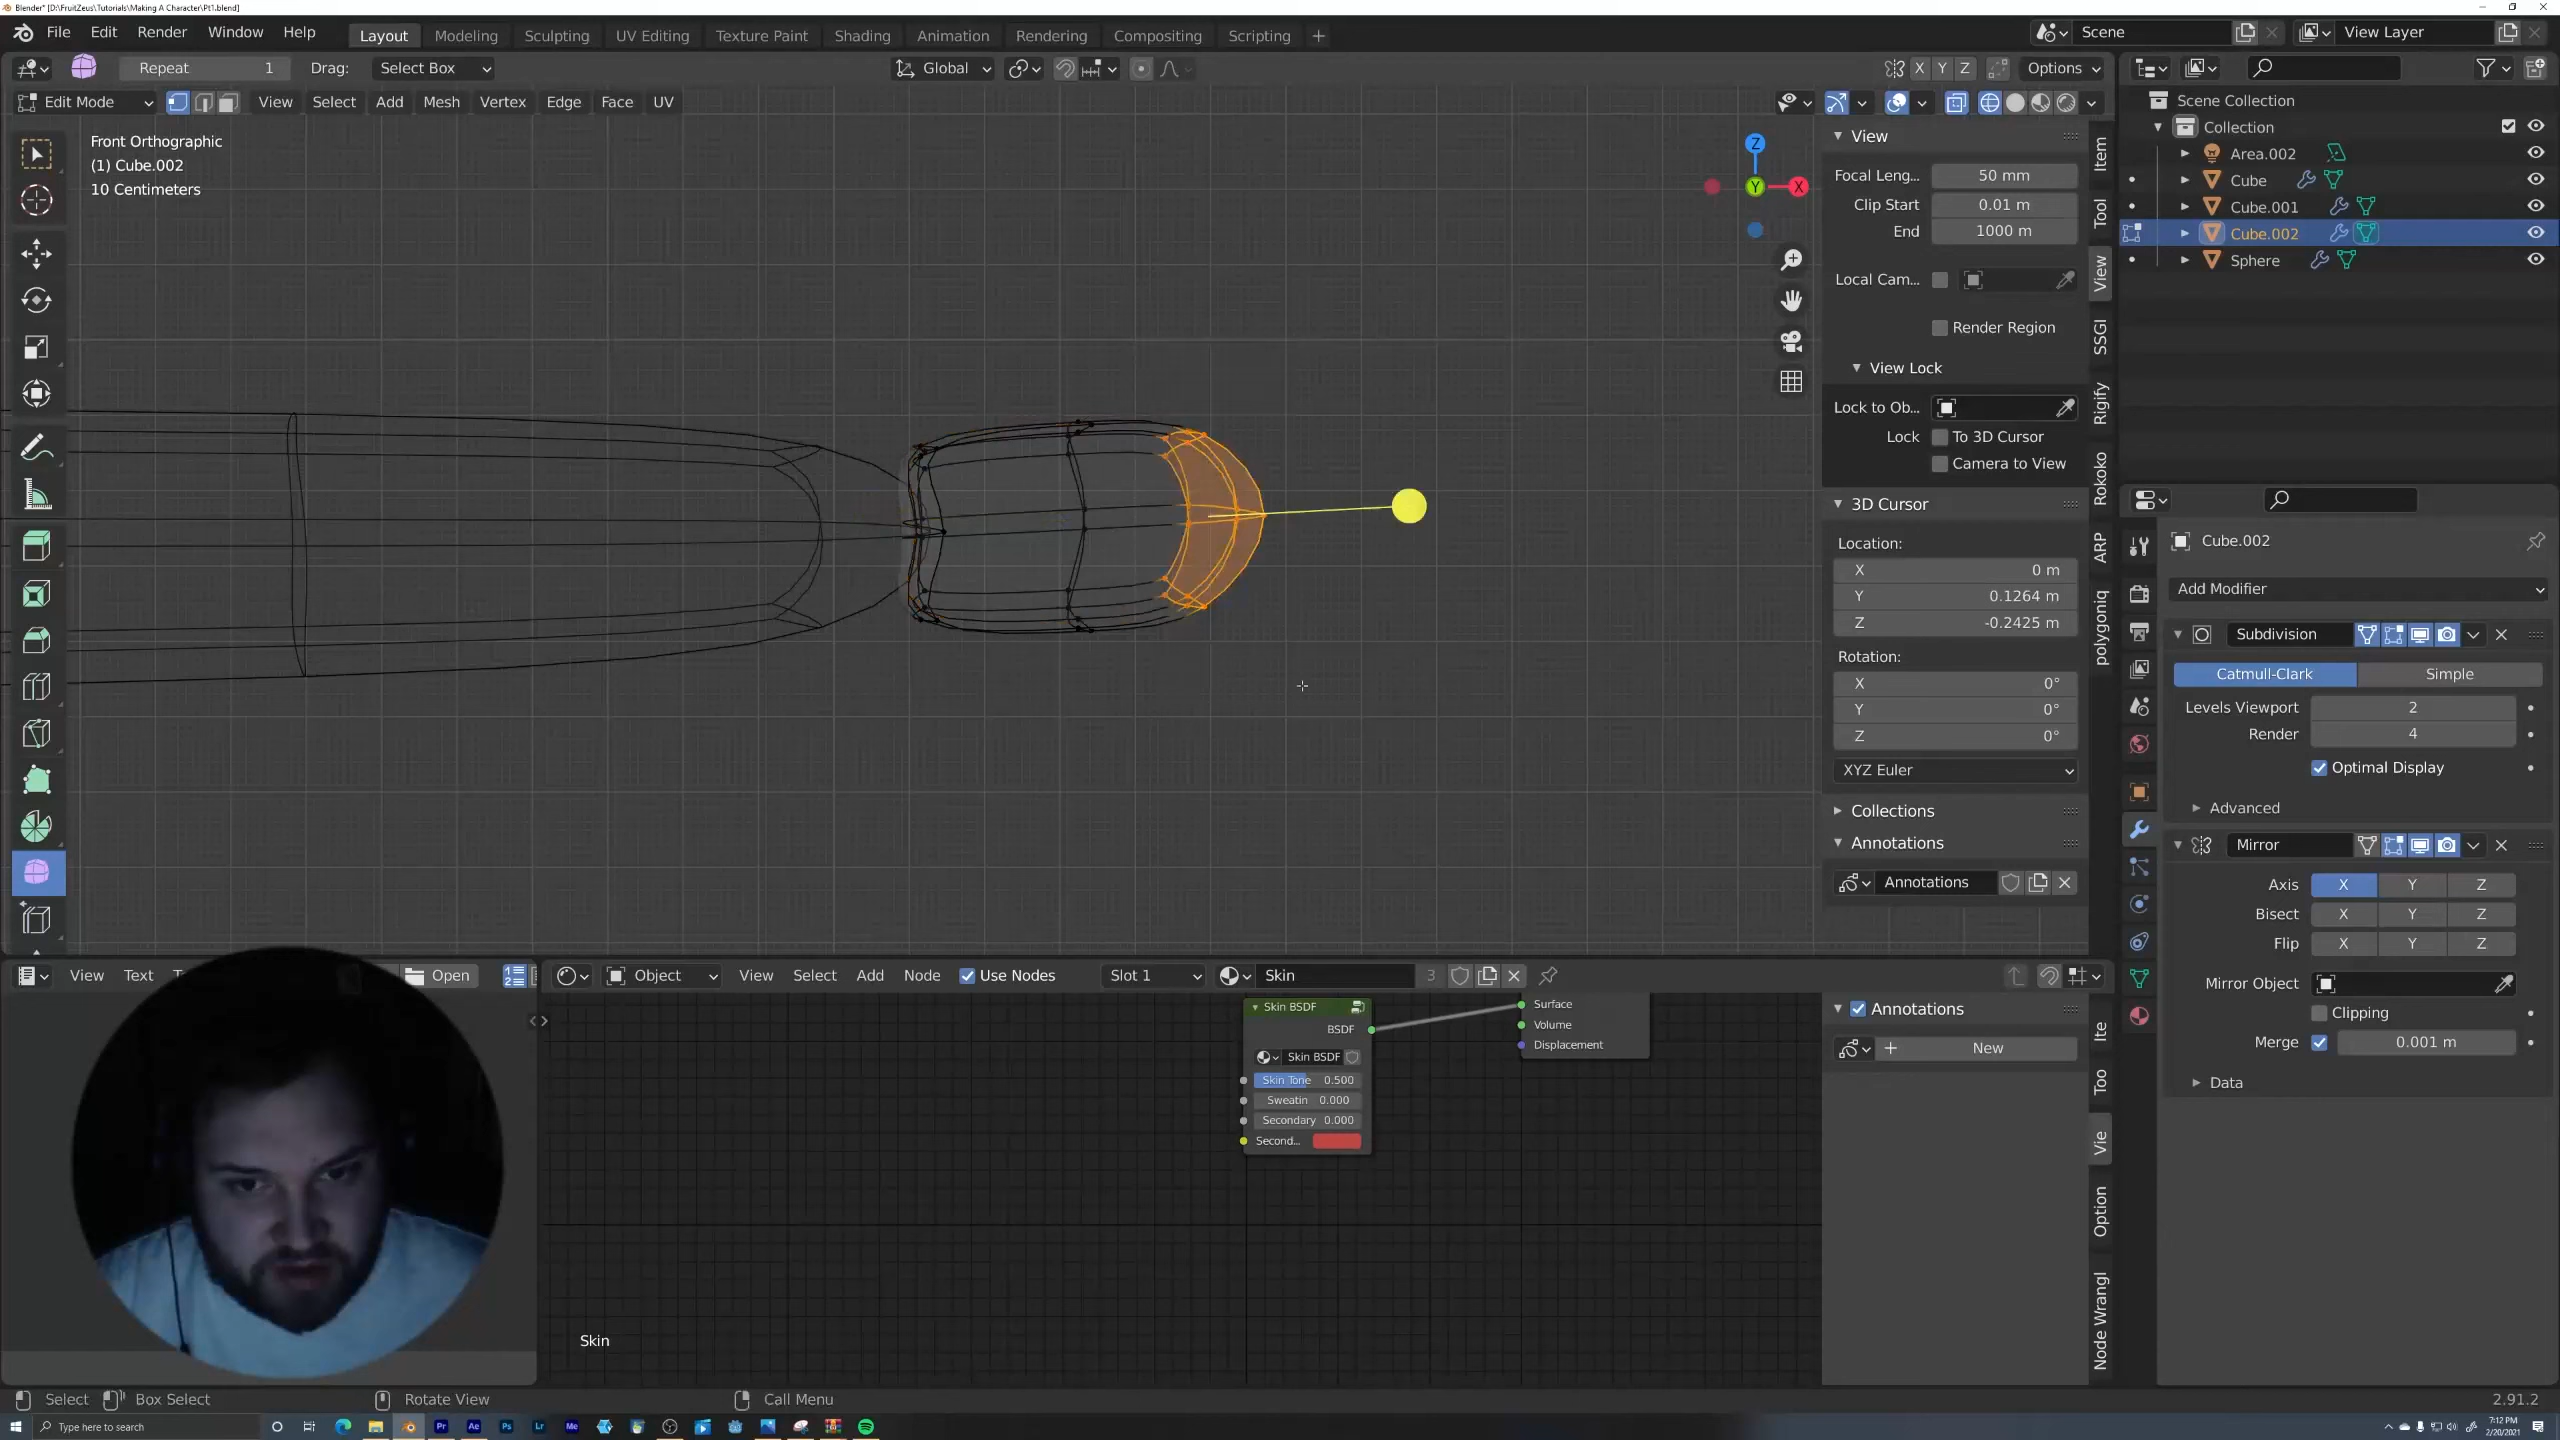 Blender* [D:\FruitZeus\Tutorials\Making A Character\Pt1.blend]
File Edit Render Window Help Layout Modeling Sculpting UV Editing Texture Paint Shading Animation Rendering Compositing Scripting + Scene View Layer
Repeat 1 Drag: Select Box Global X Y Z Options
Edit Mode View Select Add Mesh Vertex Edge Face UV
Front Orthographic
(1) Cube.002
10 Centimeters
Z
Y
X
View
Focal Leng... 50 mm
Clip Start 0.01 m
End 1000 m
Local Cam...
Render Region
View Lock
Lock to Ob...
Lock To 3D Cursor
Camera to View
3D Cursor
Location:
X 0 m
Y 0.1264 m
Z -0.2425 m
Rotation:
X 0°
Y 0°
Z 0°
XYZ Euler
Collections
Annotations
Annotations
Item
Tool
View
SSGI
Rigify
Rokoko
ARP
polygoniq
Scene Collection
Collection
Area.002
Cube
Cube.001
Cube.002
Sphere
Cube.002
Add Modifier
Subdivision
Catmull-Clark Simple
Levels Viewport 2
Render 4
Optimal Display
Advanced
Mirror
Axis X Y Z
Bisect X Y Z
Flip X Y Z
Mirror Object
Clipping
Merge 0.001 m
Data
View Text T Open
Object View Select Add Node Use Nodes Slot 1 Skin 3
Skin BSDF
BSDF
Skin BSDF
Skin Tone 0.500
Sweatin 0.000
Secondary 0.000
Second...
Surface
Volume
Displacement
Annotations
New
Ite
Too
Vie
Option
Node Wrangl
Skin
Select Box Select Rotate View Call Menu 2.91.2
Type here to search
Pr Ae Ps Lr Me
7:12 PM
2/20/2021